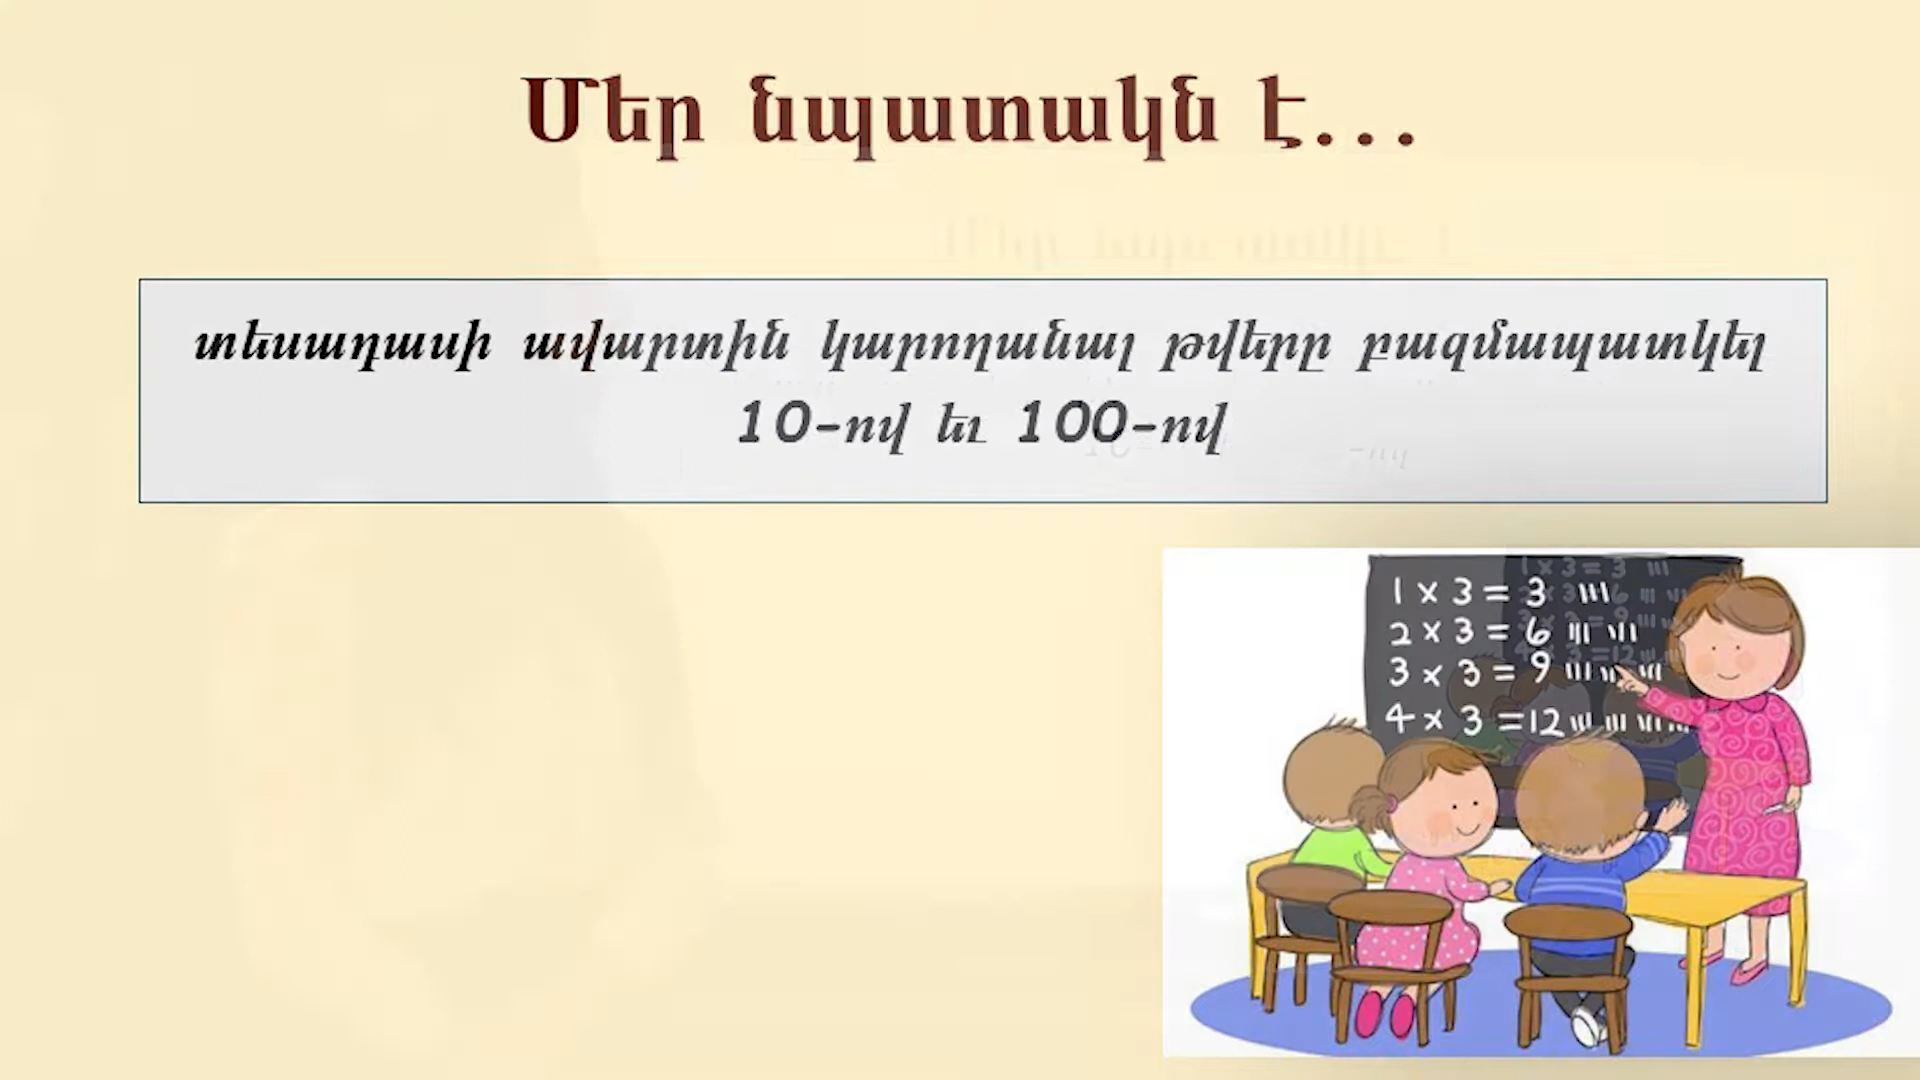 Մեր նպատակն է...
տեսադասի ավարտին կարողանալ թվերը բազմապատկել
10-ով եւ 100-ով
1 x 3 = 3
2 x 3 = 6
3 x 3 = 9
4 x 3 = 12